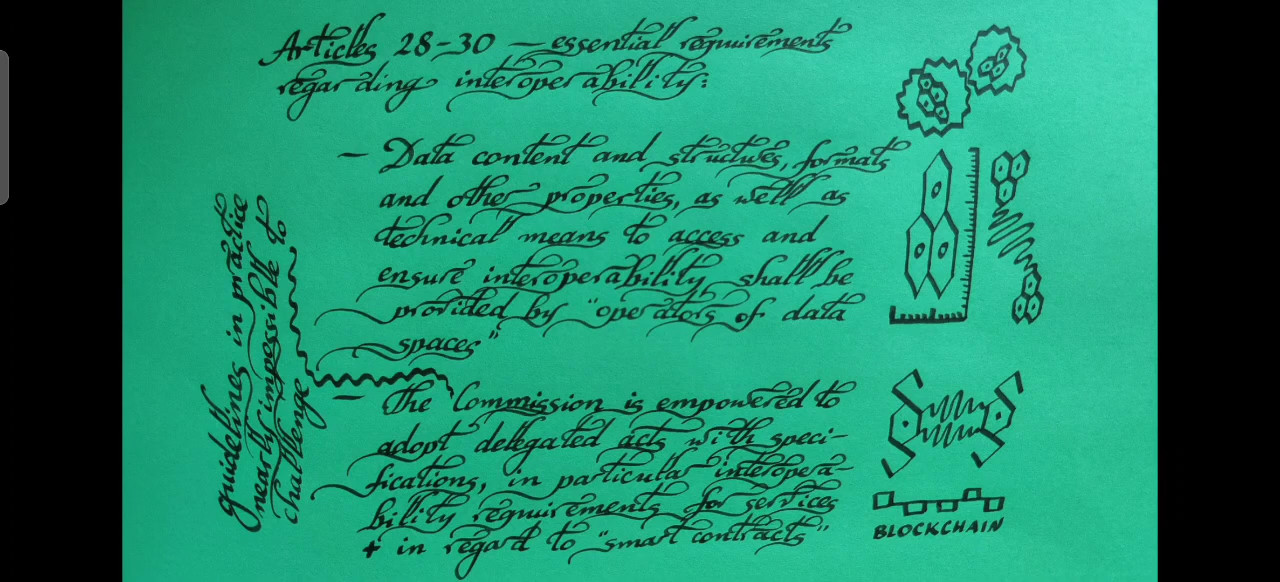 Articles 28-30 — essential requirements
regarding interoperability:
— Data content and structures, formats
and other properties, as well as
technical means to access and
ensure interoperability shall be
provided by "operators of data
spaces"
— The Commission is empowered to
adopt delegated acts with speci-
fications, in particular interopera-
bility requirements for services
+ in regard to "smart contracts"
guidelines in practice
nearly impossible to
challenge
BLOCKCHAIN